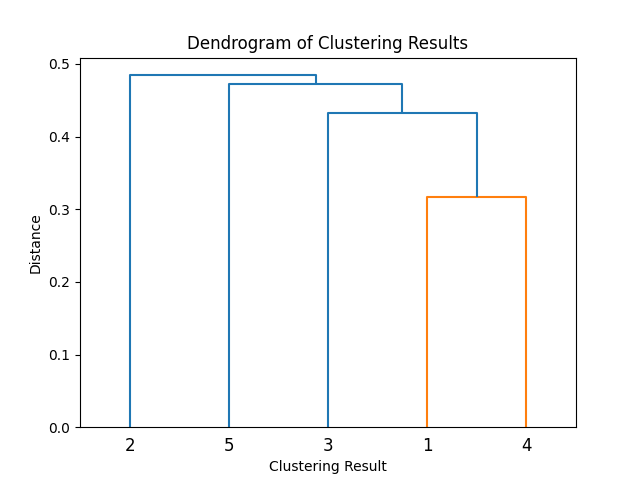 Dendrogram of Clustering Results
0.5
0.4
0.3
0.2
0.1
0.0
Distance
2 5 3 1 4
Clustering Result